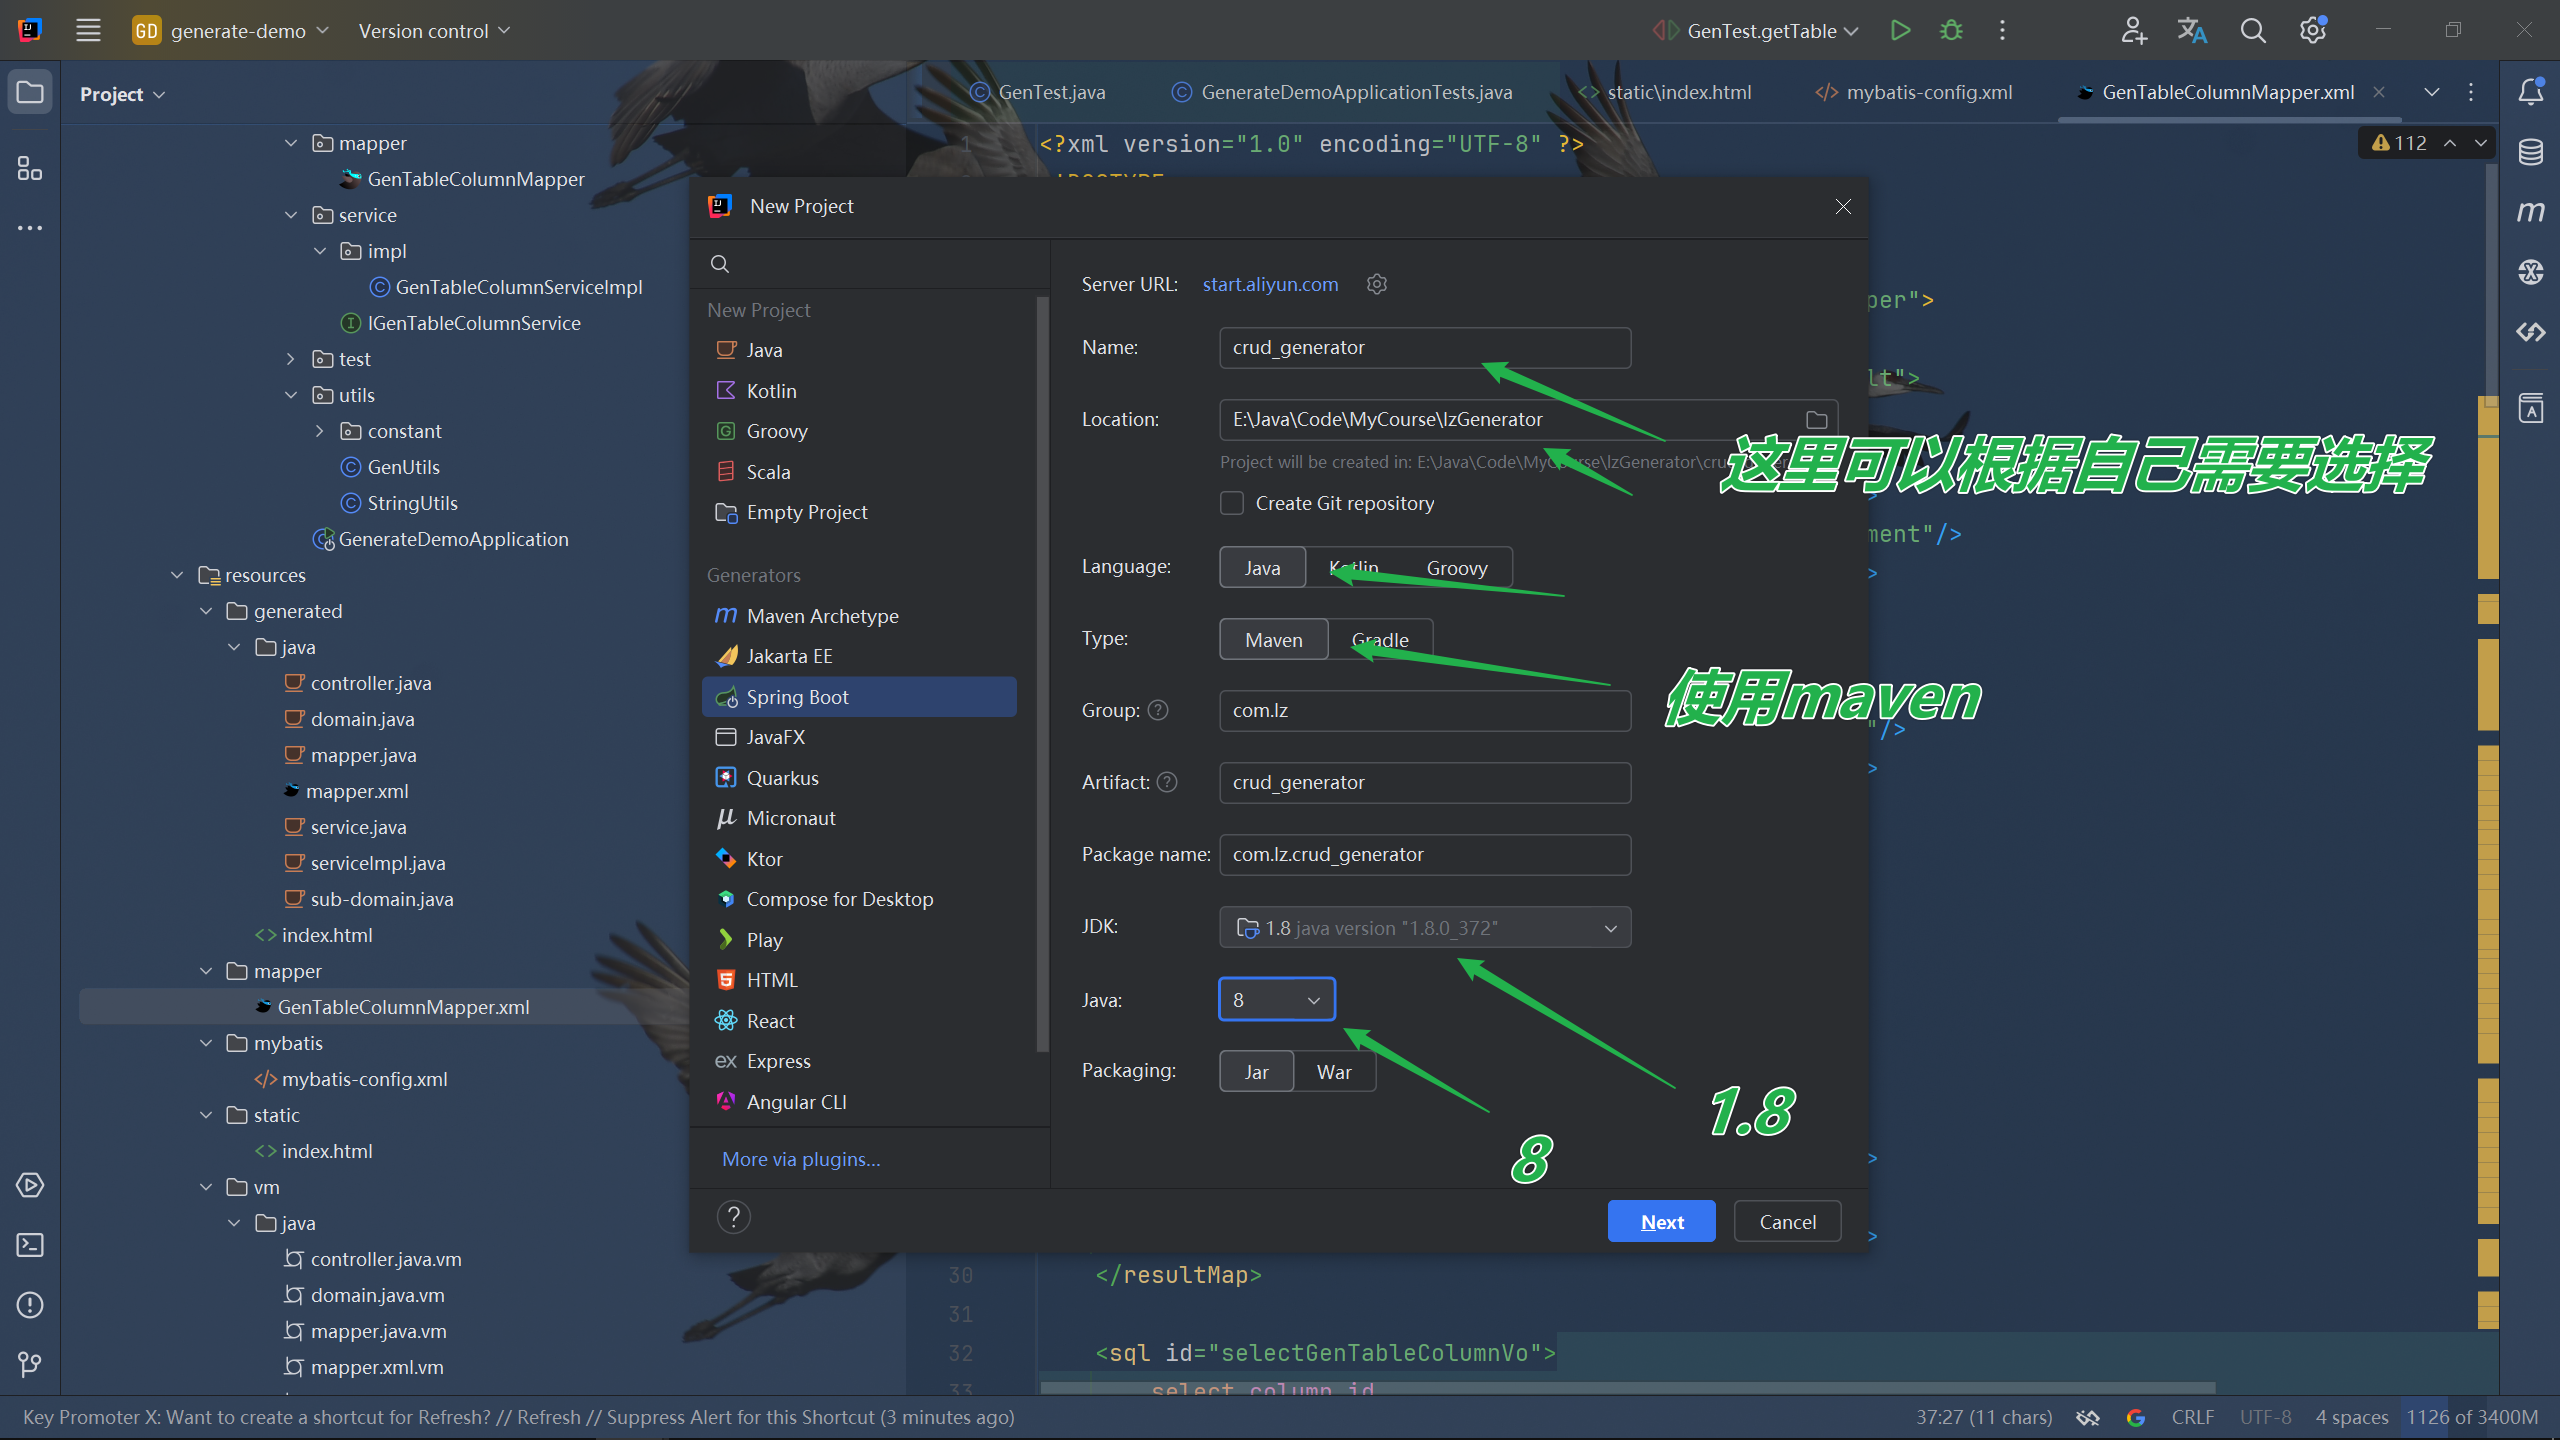 GD generate-demo
Version control
GenTest.getTable
Project
mapper
GenTableColumnMapper
service
impl
GenTableColumnServiceImpl
IGenTableColumnService
test
utils
constant
GenUtils
StringUtils
GenerateDemoApplication
resources
generated
java
controller.java
domain.java
mapper.java
mapper.xml
service.java
serviceImpl.java
sub-domain.java
index.html
mapper
GenTableColumnMapper.xml
mybatis
mybatis-config.xml
static
index.html
vm
java
controller.java.vm
domain.java.vm
mapper.java.vm
mapper.xml.vm
GenTest.java
GenerateDemoApplicationTests.java
static\index.html
mybatis-config.xml
GenTableColumnMapper.xml
112
1 <?xml version="1.0" encoding="UTF-8" ?>
per">
lt">
ment"/>
>
"/>
>
>
>
30 </resultMap>
31
32 <sql id="selectGenTableColumnVo">
33 select column_id
New Project
New Project
Java
Kotlin
Groovy
Scala
Empty Project
Generators
Maven Archetype
Jakarta EE
Spring Boot
JavaFX
Quarkus
Micronaut
Ktor
Compose for Desktop
Play
HTML
React
Express
Angular CLI
More via plugins...
Server URL: start.aliyun.com
Name: crud_generator
Location: E:\Java\Code\MyCourse\lzGenerator
Project will be created in: E:\Java\Code\MyCourse\lzGenerator\cru
这里可以根据自己需要选择
Create Git repository
Language: Java Kotlin Groovy
Type: Maven Gradle
使用maven
Group: com.lz
Artifact: crud_generator
Package name: com.lz.crud_generator
JDK: 1.8 java version "1.8.0_372"
Java: 8
Packaging: Jar War
1.8
8
? Next Cancel
Key Promoter X: Want to create a shortcut for Refresh? // Refresh // Suppress Alert for this Shortcut (3 minutes ago)
37:27 (11 chars) CRLF UTF-8 4 spaces 1126 of 3400M